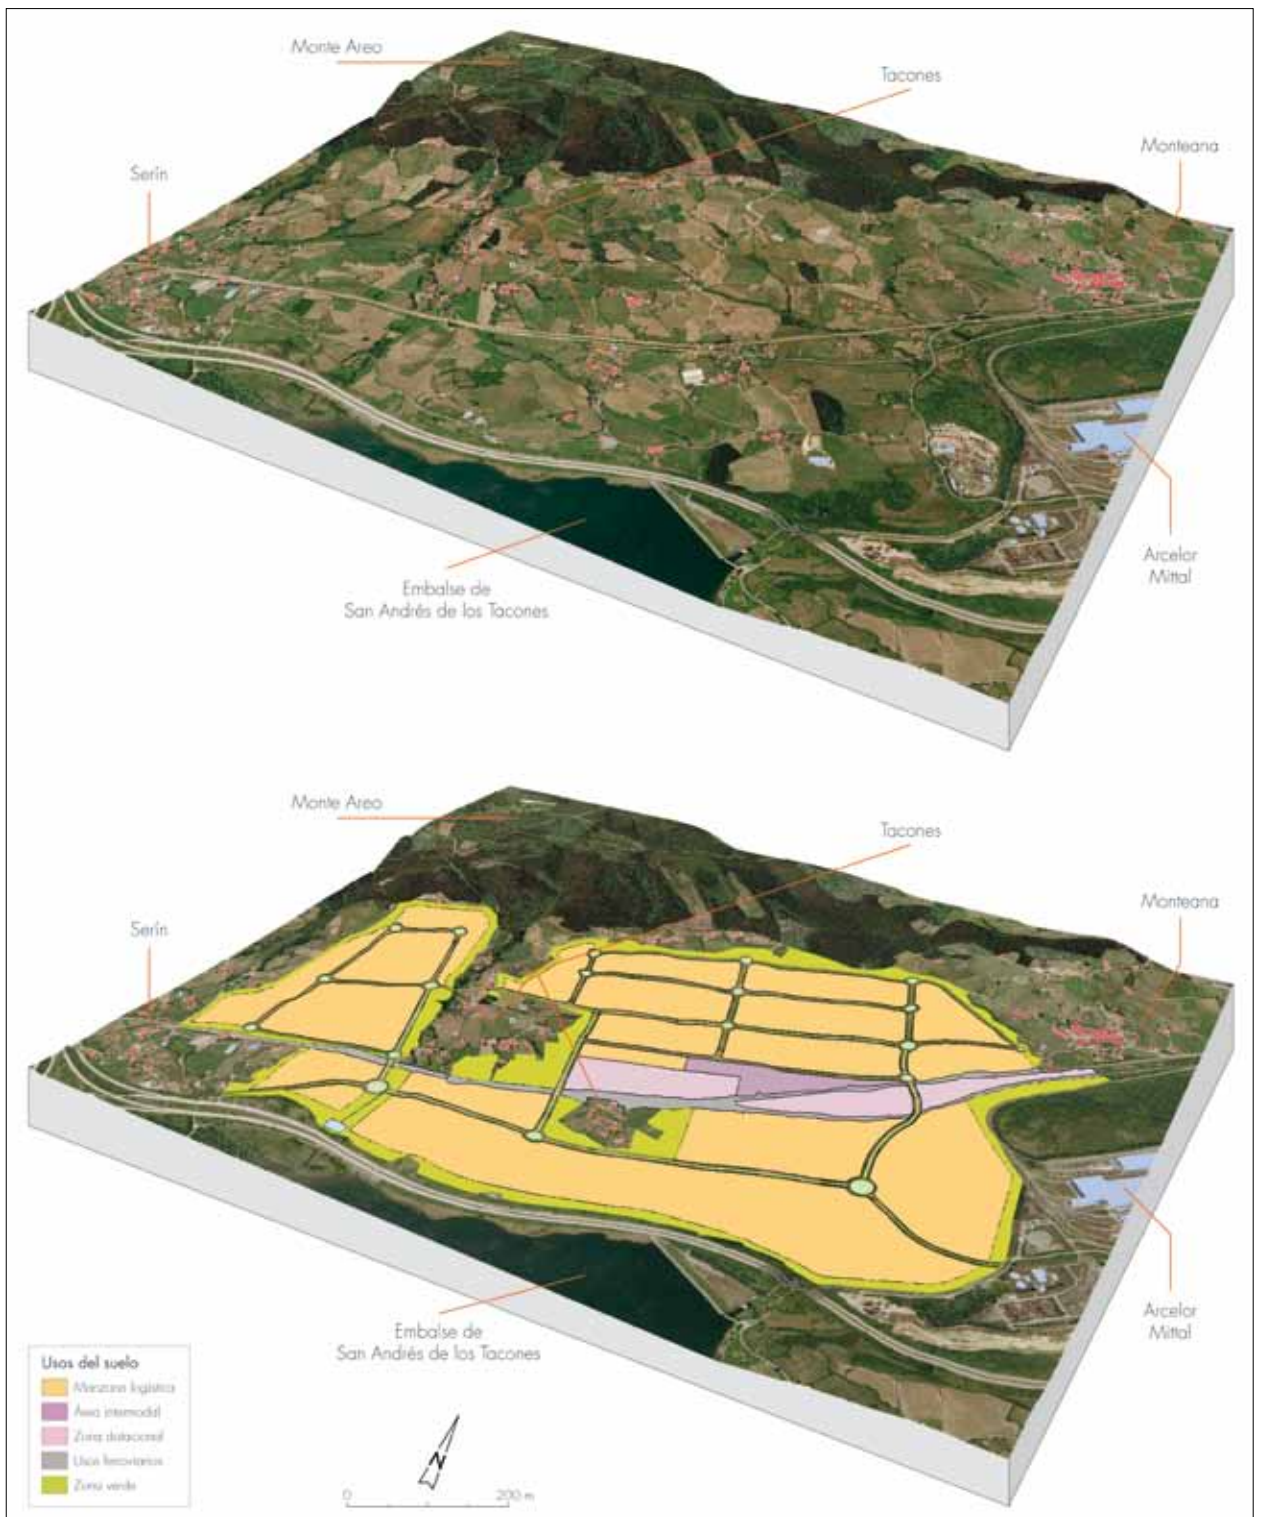 Monte Areo
Tacones
Monteana
Serín
Embalse de
San Andrés de los Tacones
Arcelor
Mittal
Monte Areo
Tacones
Monteana
Serín
Embalse de
San Andrés de los Tacones
Arcelor
Mittal
Usos del suelo
Manzana logística
Área intermodal
Zona dotacional
Usos ferroviarios
Zona verde
N
0
200 m